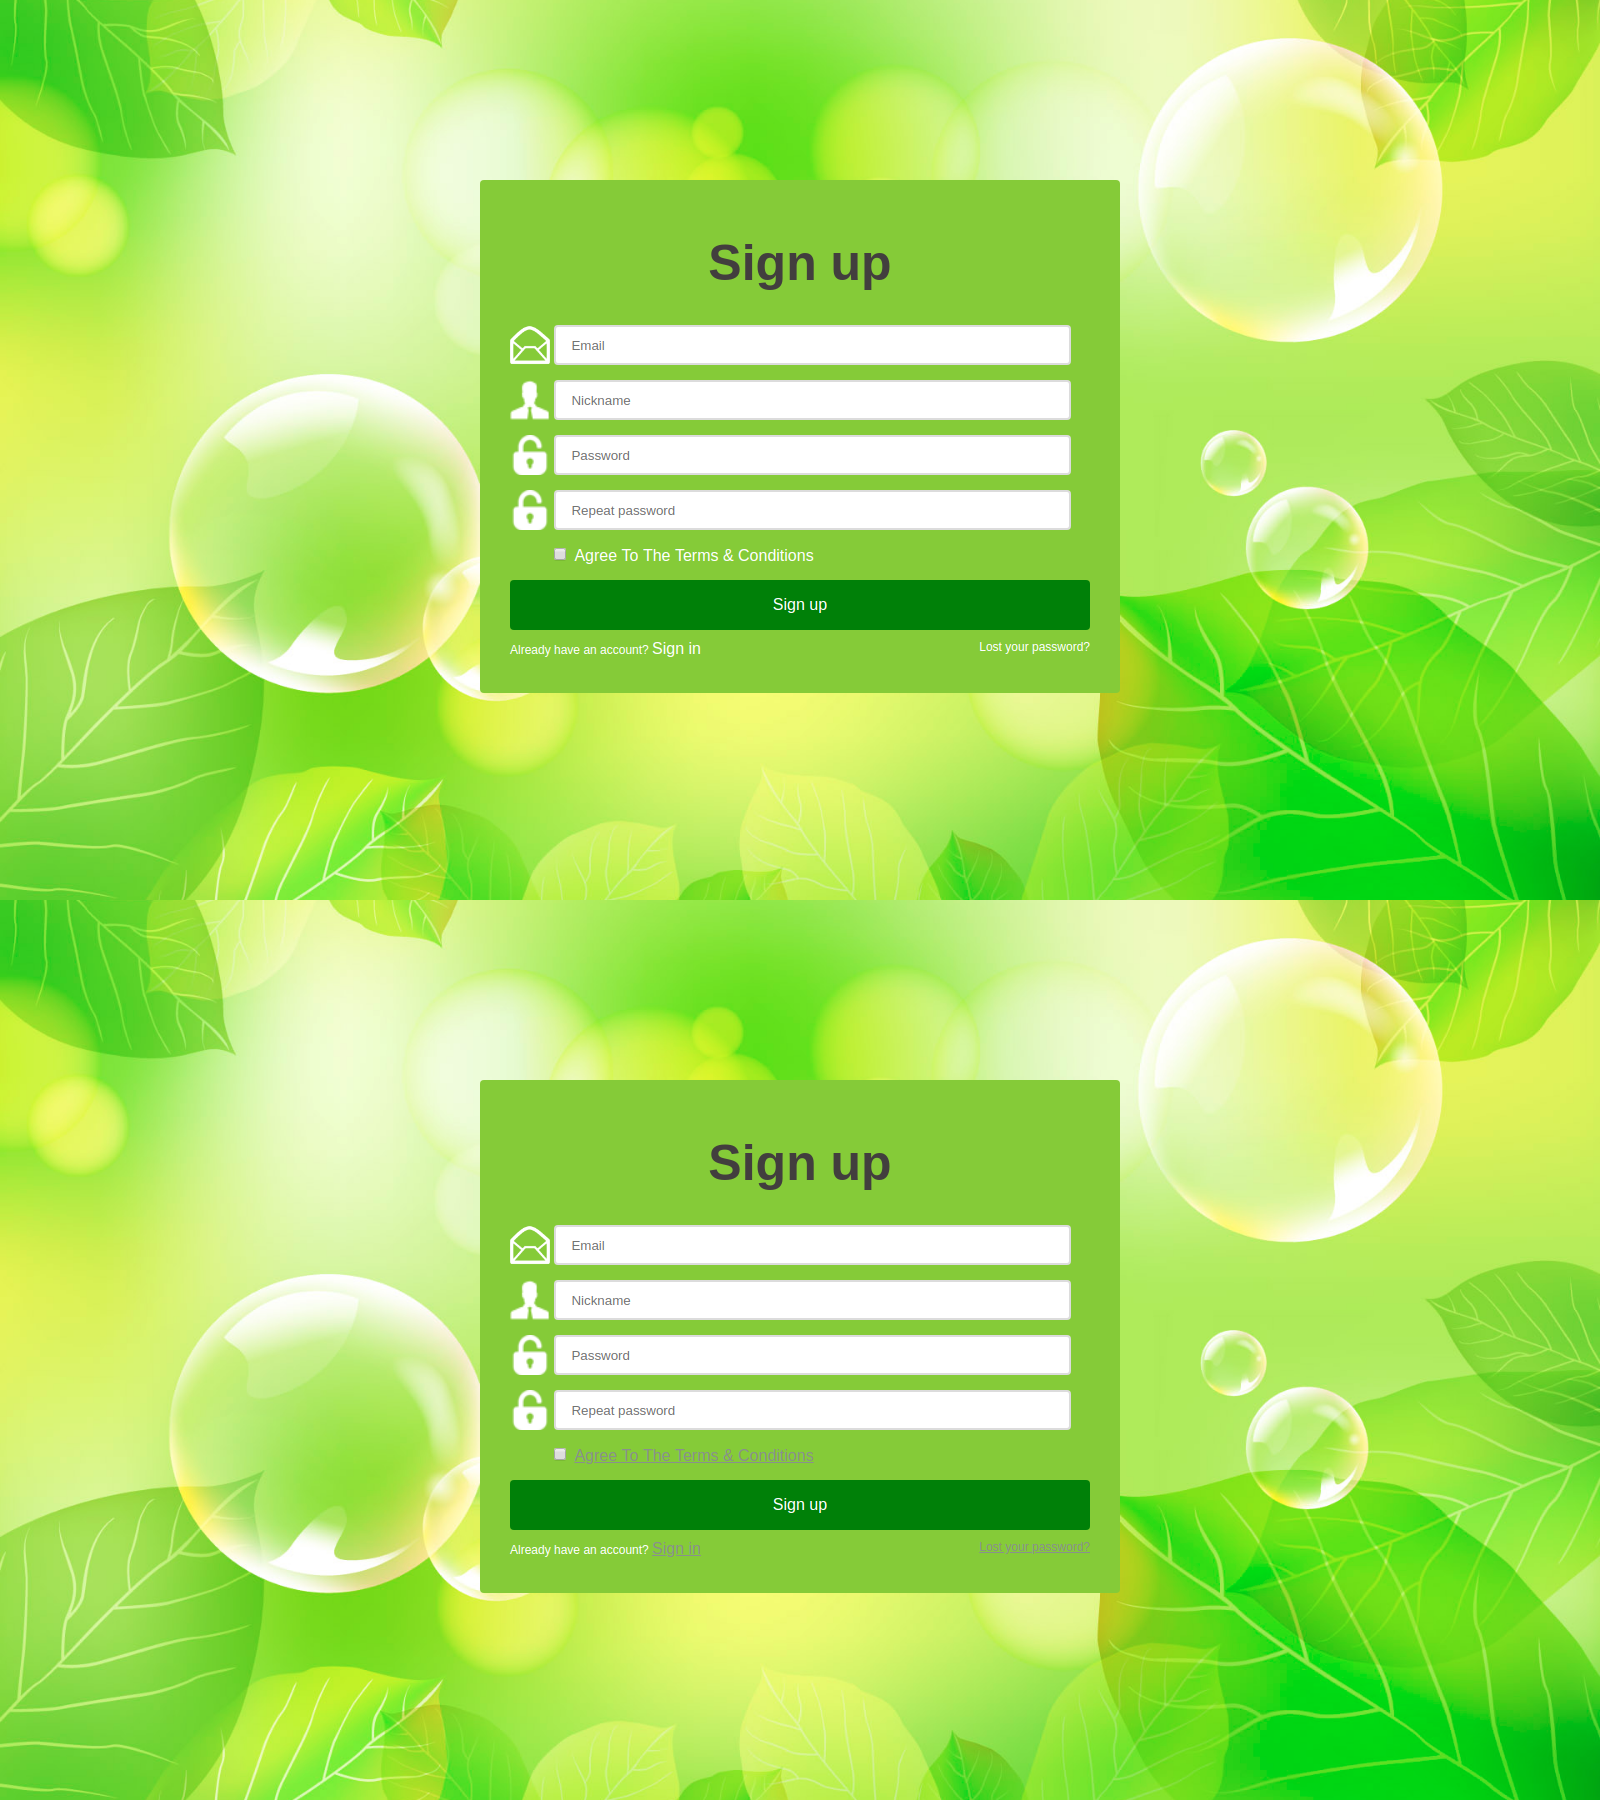 Sign up
Email
Nickname
Password
Repeat password
Agree To The Terms & Conditions
Sign up
Already have an account? Sign in
Lost your password?
Sign up
Email
Nickname
Password
Repeat password
Agree To The Terms & Conditions
Sign up
Already have an account? Sign in
Lost your password?